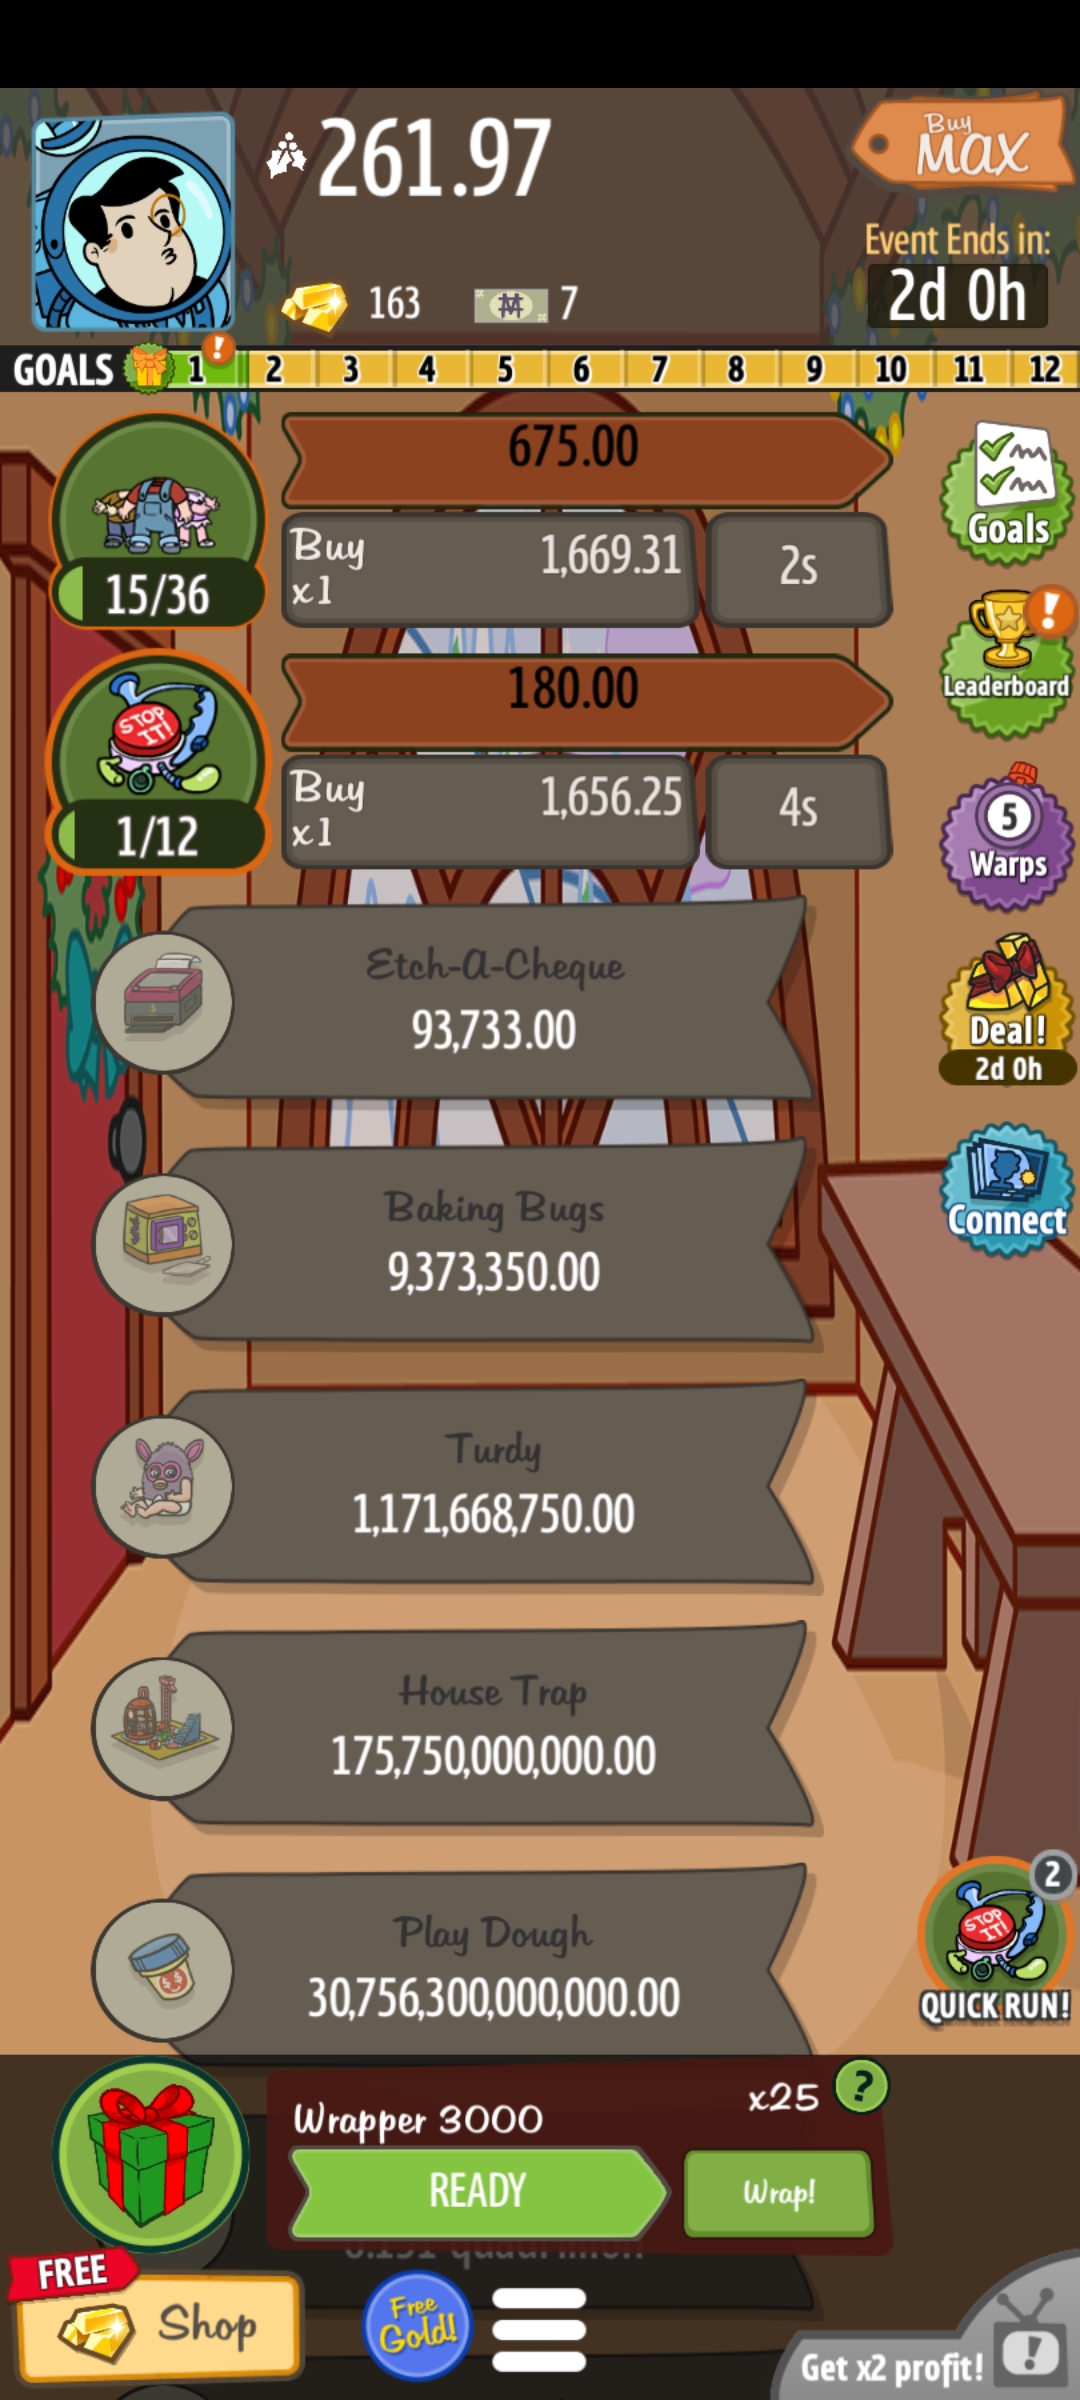 261.97
Buy
MAX
Event Ends in:
2d 0h
163
7
GOALS 1 ! 2 3 4 5 6 7 8 9 10 11 12
675.00
Buy
x1
1,669.31
2s
15/36
Goals
180.00
STOP
IT!
Buy
x1
1,656.25
4s
1/12
!
Leaderboard
5
Warps
Etch-A-Cheque
93,733.00
Deal!
2d 0h
Baking Bugs
9,373,350.00
Connect
Turdy
1,171,668,750.00
House Trap
175,750,000,000.00
Play Dough
30,756,300,000,000.00
2
STOP
IT!
QUICK RUN!
Wrapper 3000
x25
?
READY
Wrap!
FREE
Shop
Free
Gold!
Get x2 profit!
!